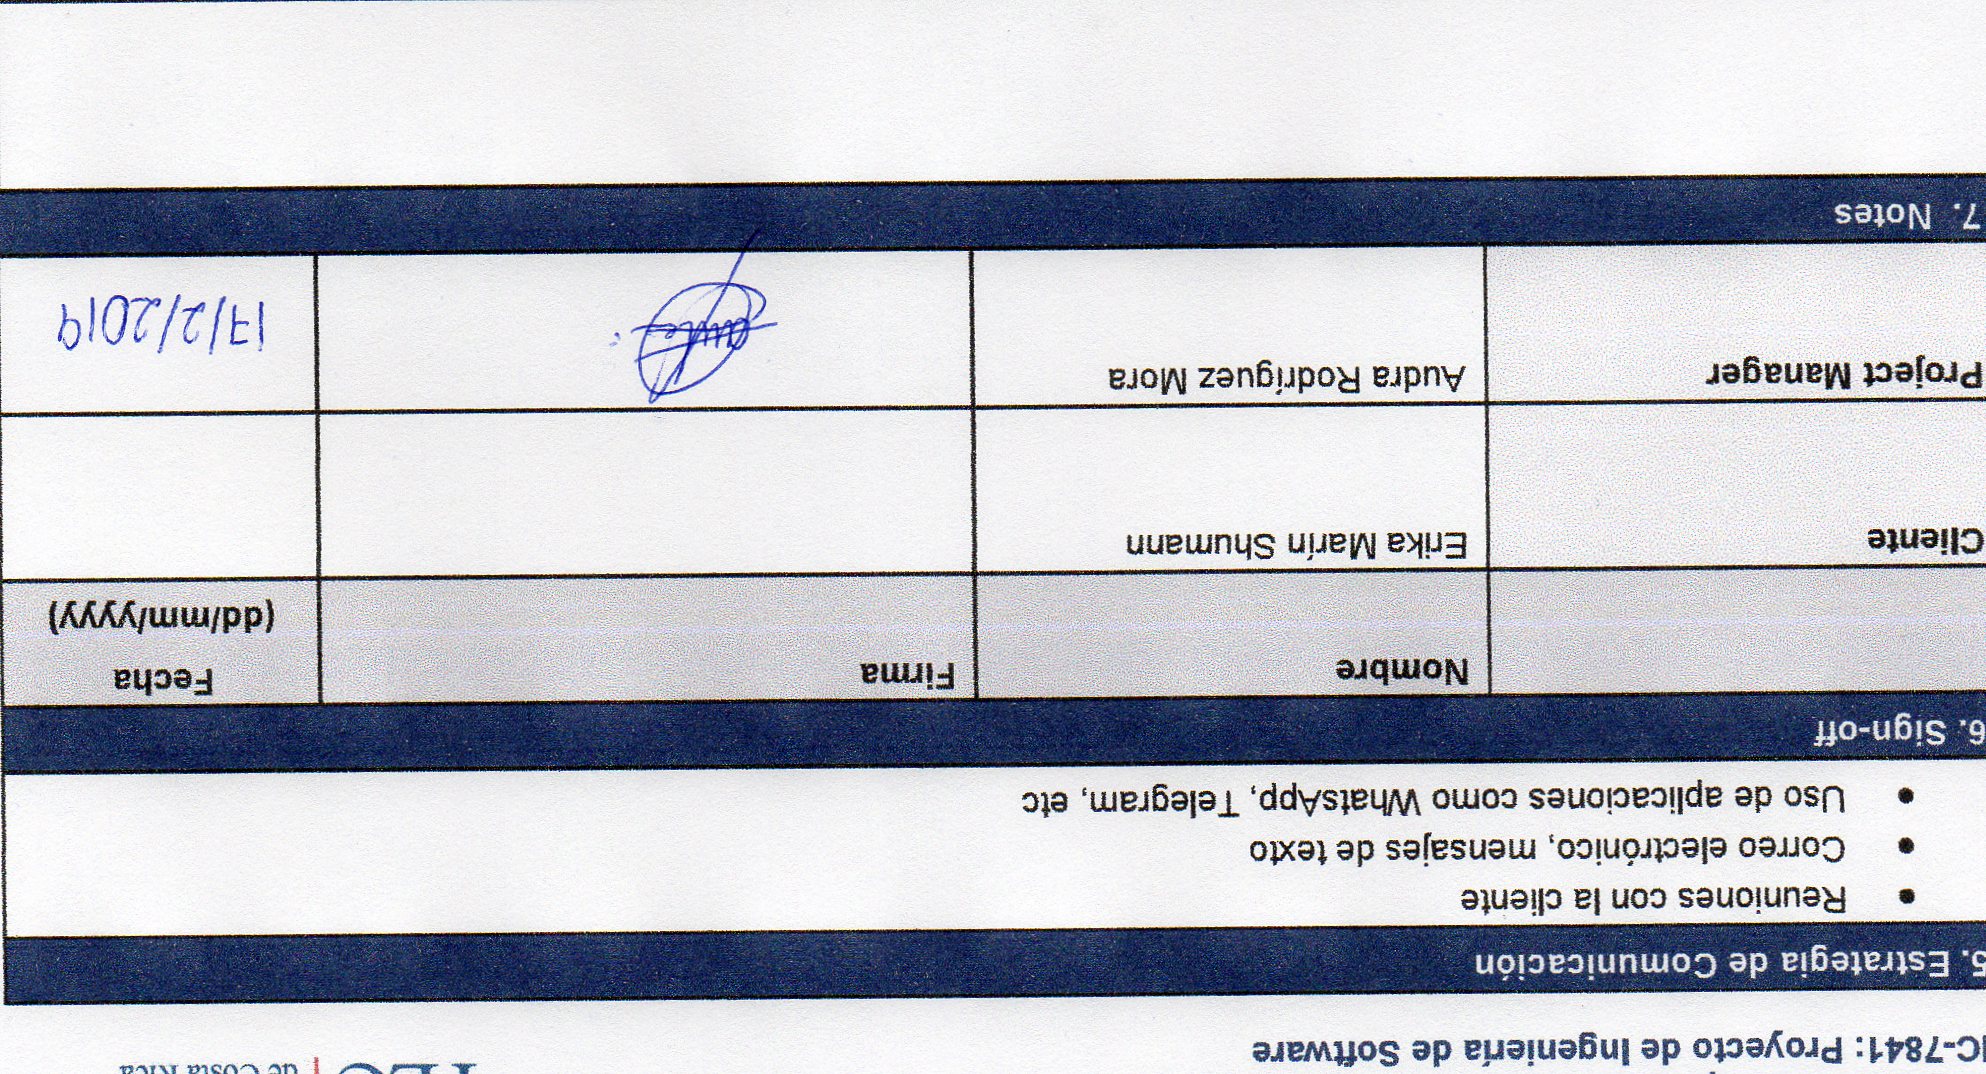 IC-7841: Proyecto de Ingeniería de Software
TEC | de Costa Rica
5. Estrategia de Comunicación
• Reuniones con la cliente
• Correo electrónico, mensajes de texto
• Uso de aplicaciones como WhatsApp, Telegram, etc
6. Sign-off
Nombre Firma Fecha
(dd/mm/yyyy)
Cliente Erika Marín Shumann
Project Manager Audra Rodríguez Mora 17/2/2019
7. Notes